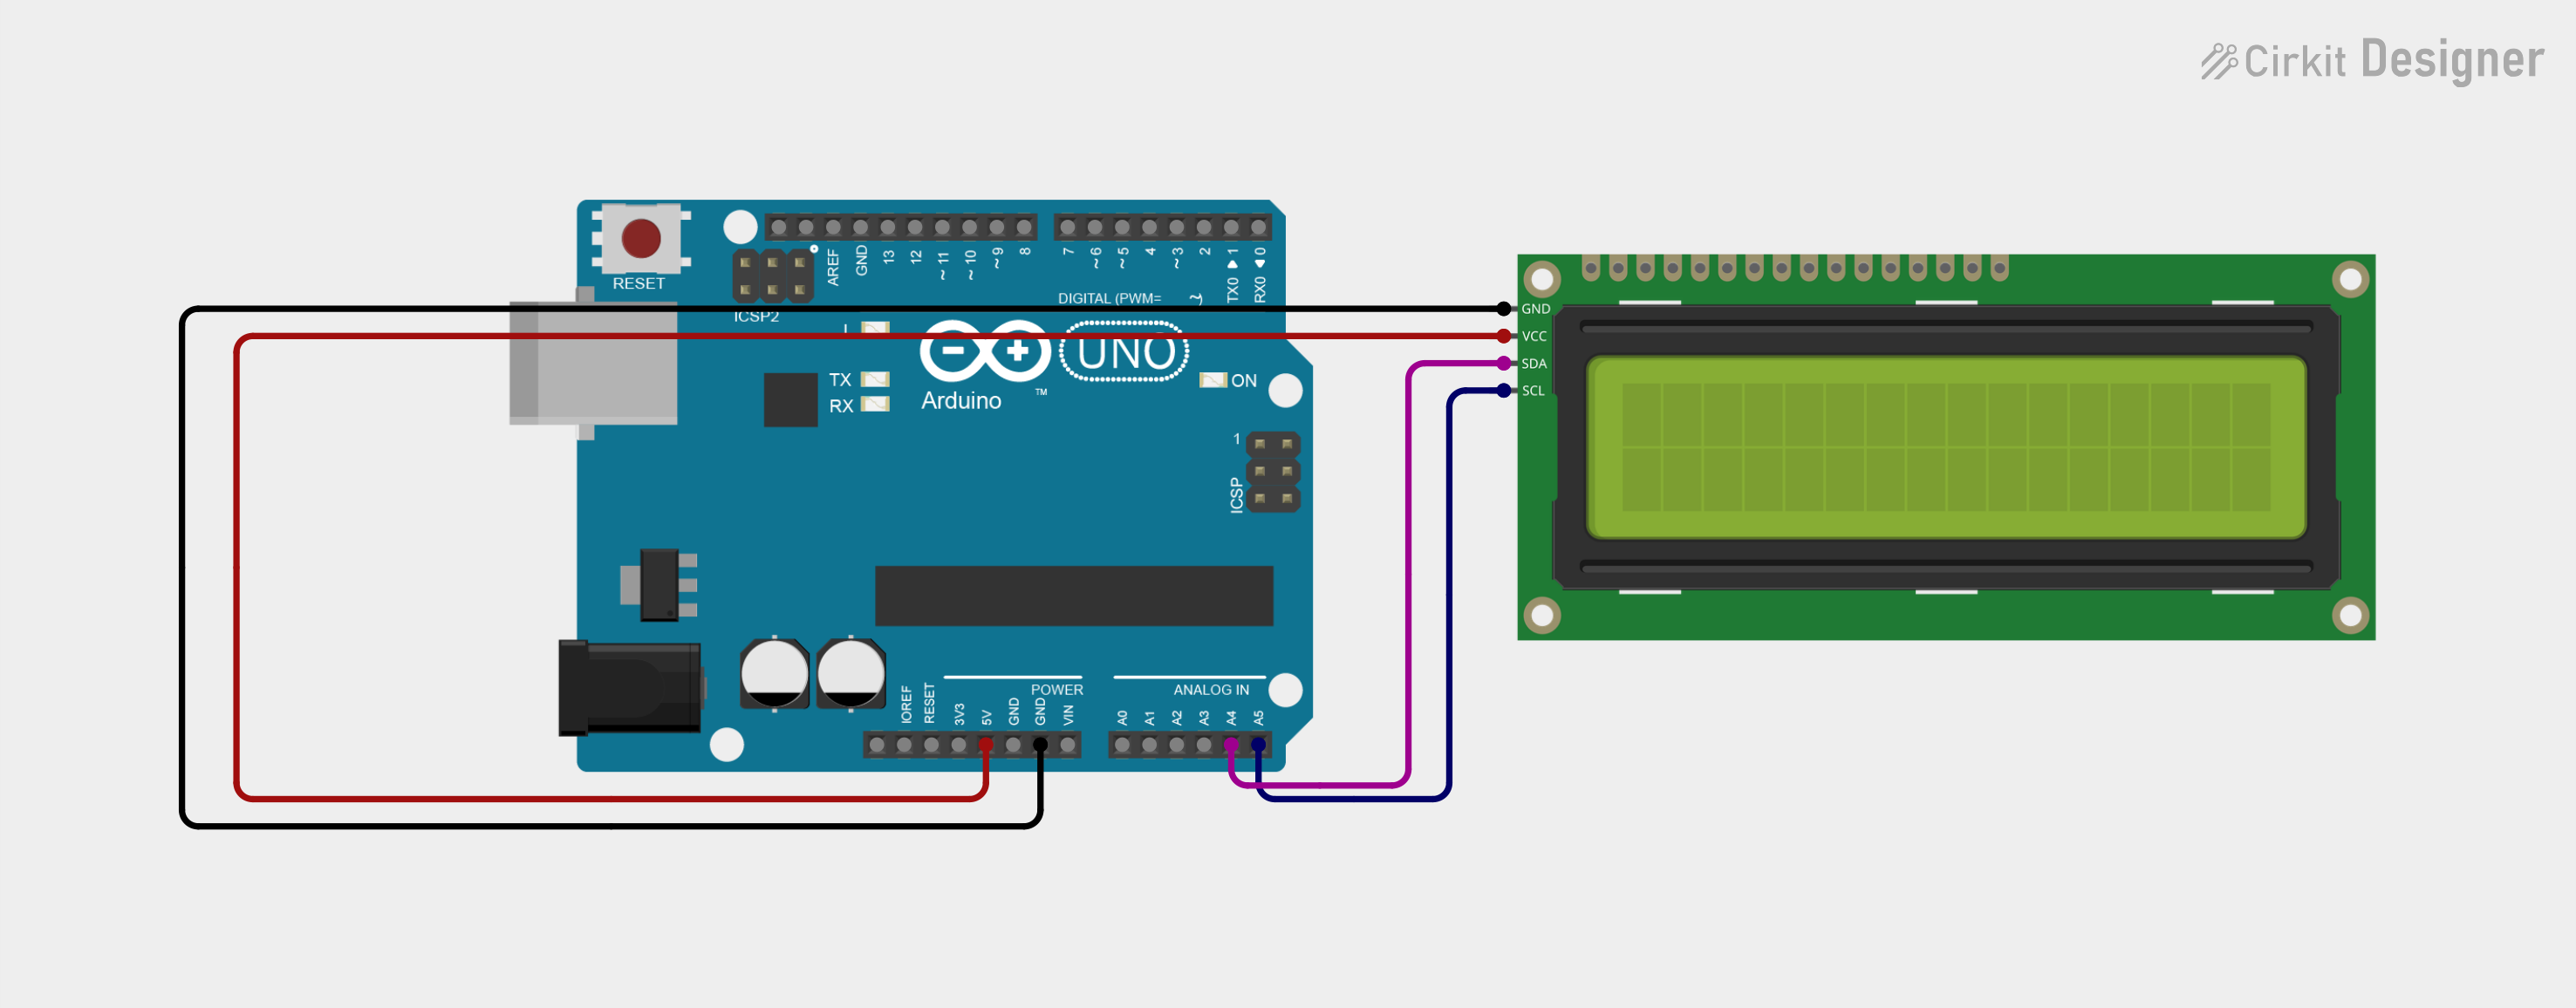 Cirkit Designer
RESET
AREF
GND
13
12
~11
~10
~9
8
7
~6
~5
4
~3
2
TX0 1
RX0 0
DIGITAL (PWM= ~)
ICSP2
L
TX
RX
UNO
Arduino
TM
ON
1
ICSP
GND
VCC
SDA
SCL
POWER
ANALOG IN
IOREF
RESET
3V3
5V
GND
GND
VIN
A0
A1
A2
A3
A4
A5